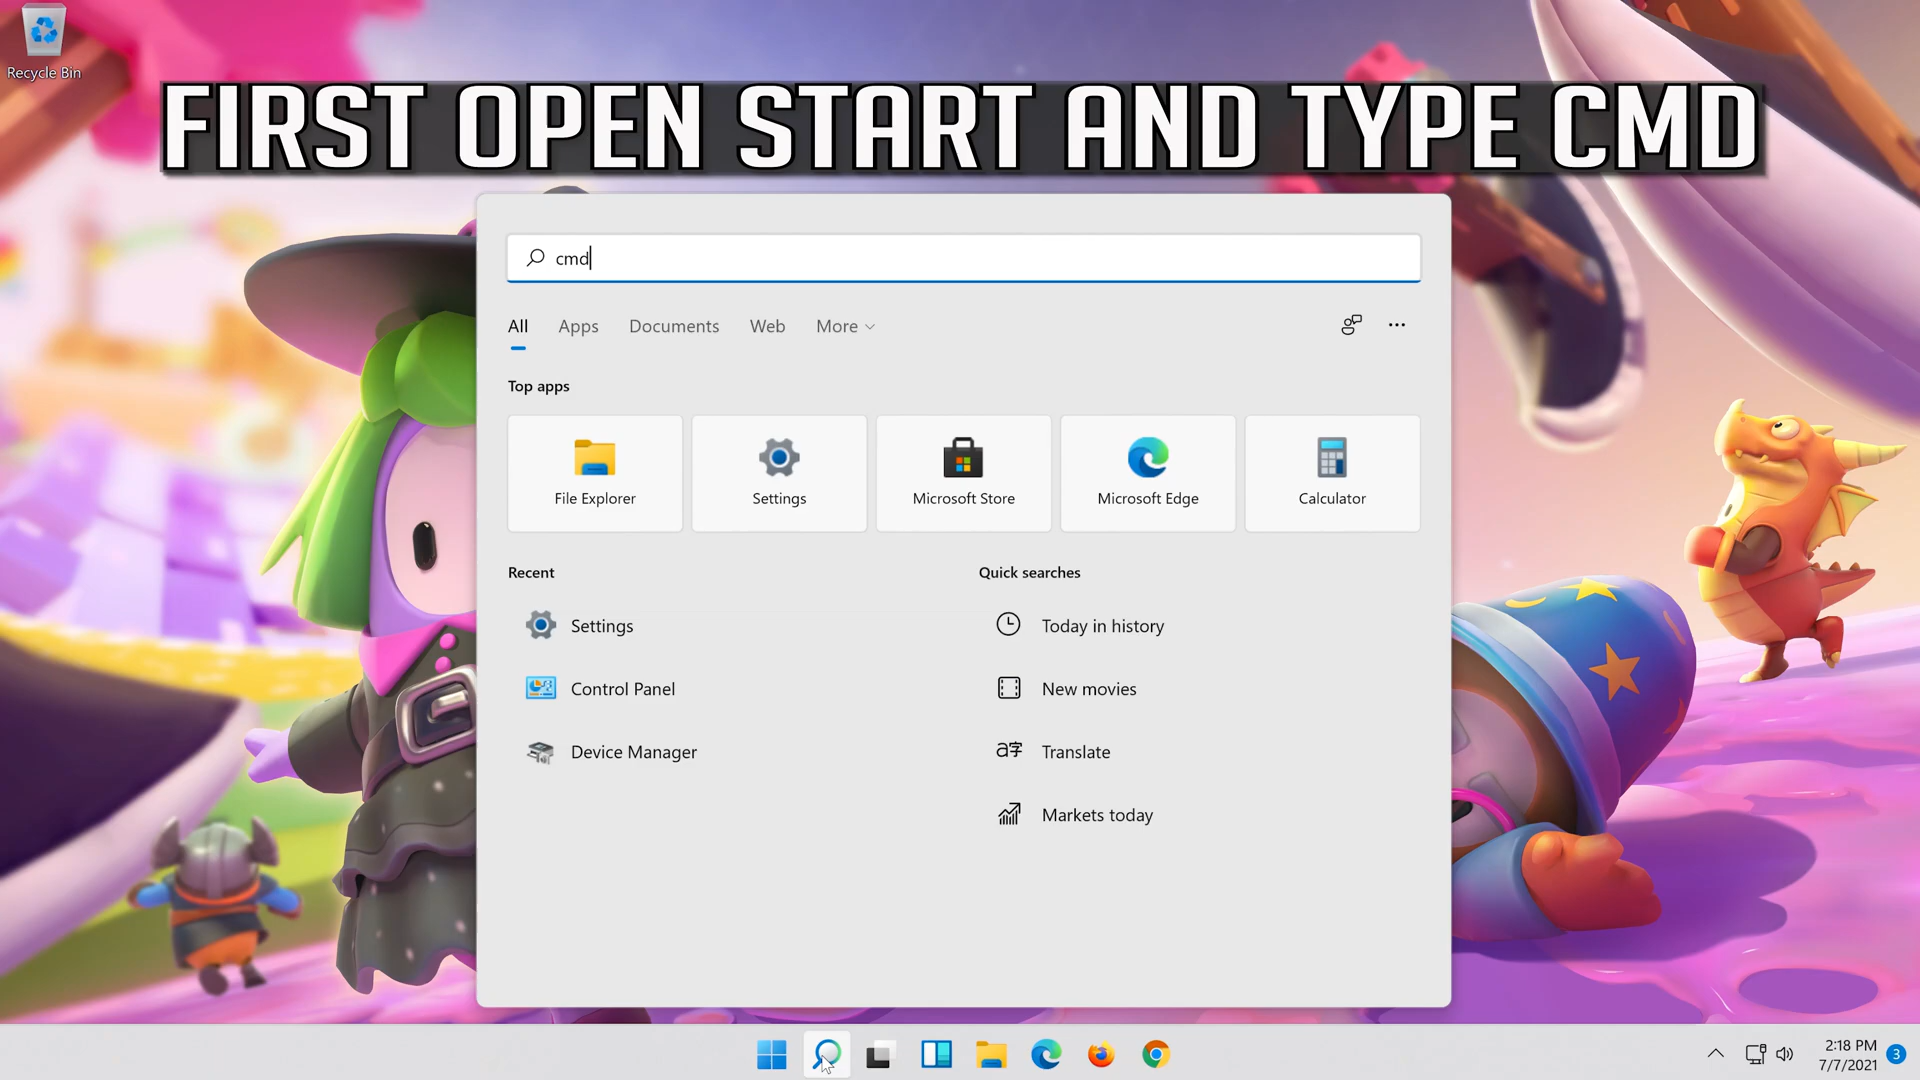 Recycle Bin
FIRST OPEN START AND TYPE CMD
cmd
All Apps Documents Web More
Top apps
File Explorer Settings Microsoft Store Microsoft Edge Calculator
Recent
Settings
Control Panel
Device Manager
Quick searches
Today in history
New movies
Translate
Markets today
2:18 PM
7/7/2021
3